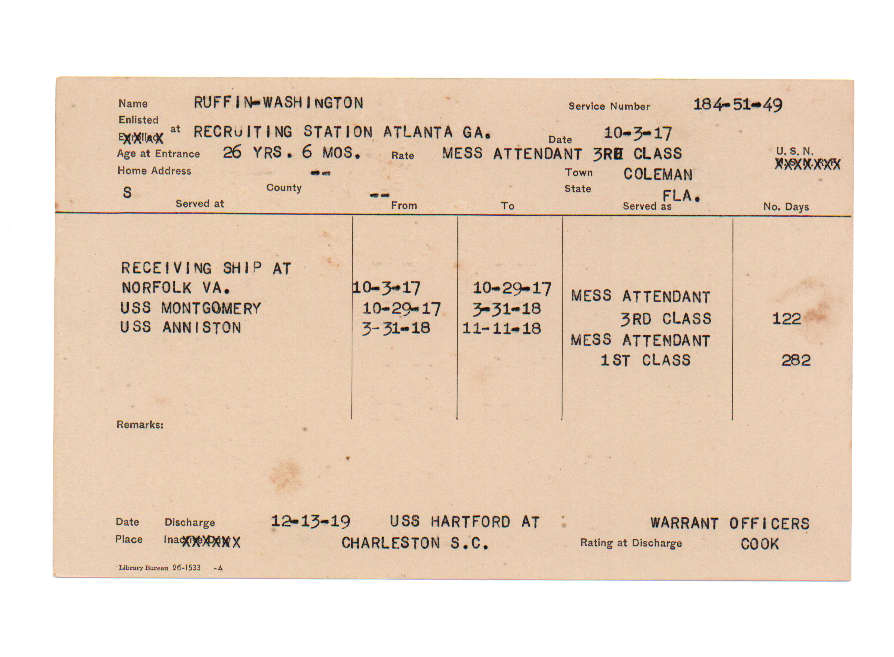 Name RUFFIN-WASHINGTON Service Number 184-51-49
Enlisted
at RECRUITING STATION ATLANTA GA. Date 10-3-17
Age at Entrance 26 YRS. 6 MOS. Rate MESS ATTENDANT 3RD CLASS U. S. N.
Home Address -- Town COLEMAN
S County -- State FLA.
Served at From To Served as No. Days
RECEIVING SHIP AT
NORFOLK VA. 10-3-17 10-29-17
MESS ATTENDANT
USS MONTGOMERY 10-29-17 3-31-18
3RD CLASS 122
USS ANNISTON 3-31-18 11-11-18
MESS ATTENDANT
1ST CLASS 282
Remarks:
Date Discharge 12-13-19 USS HARTFORD AT WARRANT OFFICERS
Place CHARLESTON S.C. Rating at Discharge COOK
Library Bureau 26-1533 -A